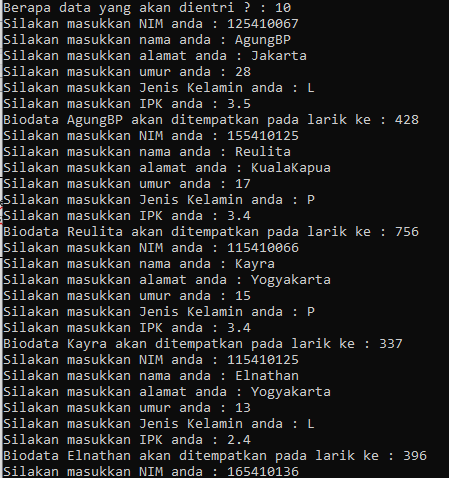 Berapa data yang akan dientri ? : 10
Silakan masukkan NIM anda : 125410067
Silakan masukkan nama anda : AgungBP
Silakan masukkan alamat anda : Jakarta
Silakan masukkan umur anda : 28
Silakan masukkan Jenis Kelamin anda : L
Silakan masukkan IPK anda : 3.5
Biodata AgungBP akan ditempatkan pada larik ke : 428
Silakan masukkan NIM anda : 155410125
Silakan masukkan nama anda : Reulita
Silakan masukkan alamat anda : KualaKapua
Silakan masukkan umur anda : 17
Silakan masukkan Jenis Kelamin anda : P
Silakan masukkan IPK anda : 3.4
Biodata Reulita akan ditempatkan pada larik ke : 756
Silakan masukkan NIM anda : 115410066
Silakan masukkan nama anda : Kayra
Silakan masukkan alamat anda : Yogyakarta
Silakan masukkan umur anda : 15
Silakan masukkan Jenis Kelamin anda : P
Silakan masukkan IPK anda : 3.4
Biodata Kayra akan ditempatkan pada larik ke : 337
Silakan masukkan NIM anda : 115410125
Silakan masukkan nama anda : Elnathan
Silakan masukkan alamat anda : Yogyakarta
Silakan masukkan umur anda : 13
Silakan masukkan Jenis Kelamin anda : L
Silakan masukkan IPK anda : 2.4
Biodata Elnathan akan ditempatkan pada larik ke : 396
Silakan masukkan NIM anda : 165410136